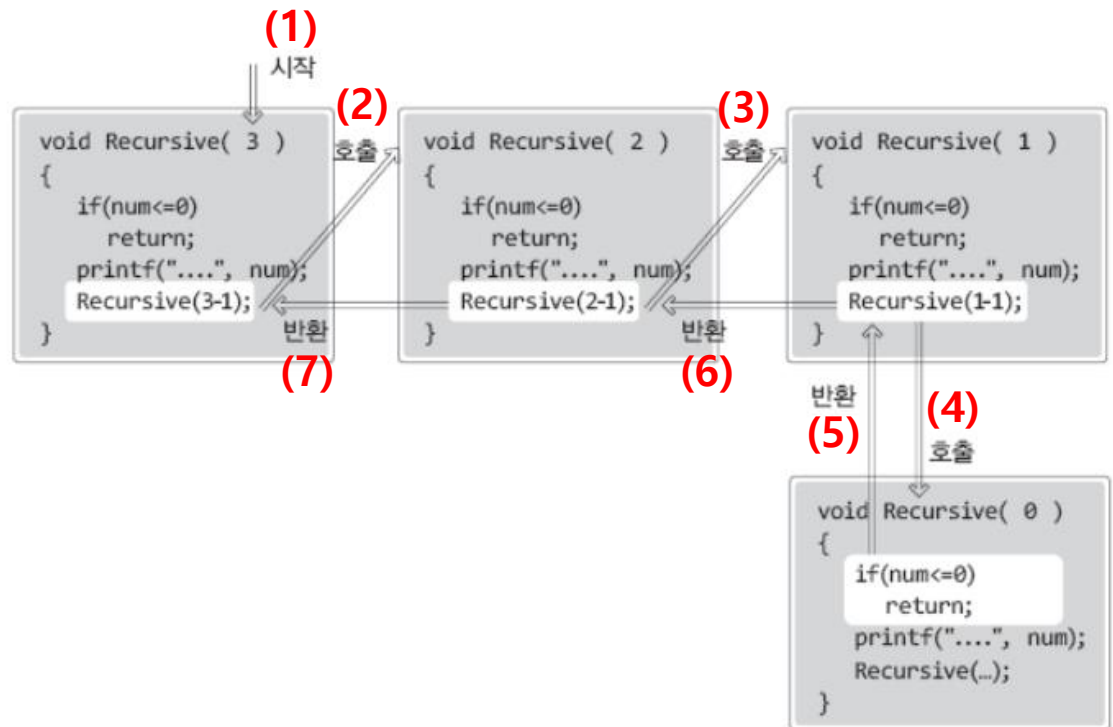 (1)
시작
void Recursive( 3 )
{
if(num<=0)
return;
printf("....", num);
Recursive(3-1);
}
(2)
호출
void Recursive( 2 )
{
if(num<=0)
return;
printf("....", num);
Recursive(2-1);
}
(3)
호출
void Recursive( 1 )
{
if(num<=0)
return;
printf("....", num);
Recursive(1-1);
}
반환
(7)
반환
(6)
반환
(5)
(4)
호출
void Recursive( 0 )
{
if(num<=0)
return;
printf("....", num);
Recursive(…);
}